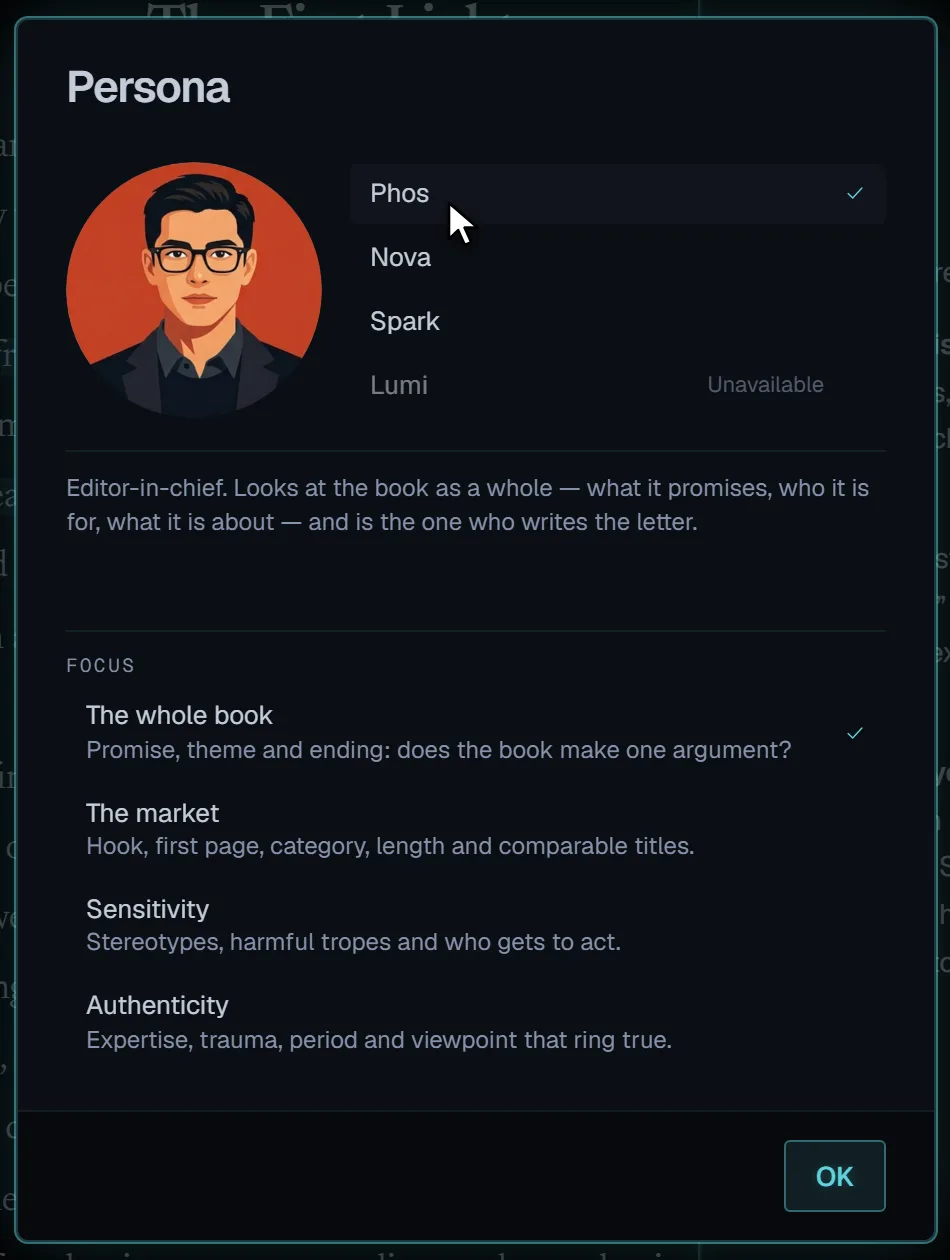 Persona
Phos
Nova
Spark
Lumi
Unavailable
Editor-in-chief. Looks at the book as a whole — what it promises, who it is
for, what it is about — and is the one who writes the letter.
FOCUS
The whole book
Promise, theme and ending: does the book make one argument?
The market
Hook, first page, category, length and comparable titles.
Sensitivity
Stereotypes, harmful tropes and who gets to act.
Authenticity
Expertise, trauma, period and viewpoint that ring true.
OK